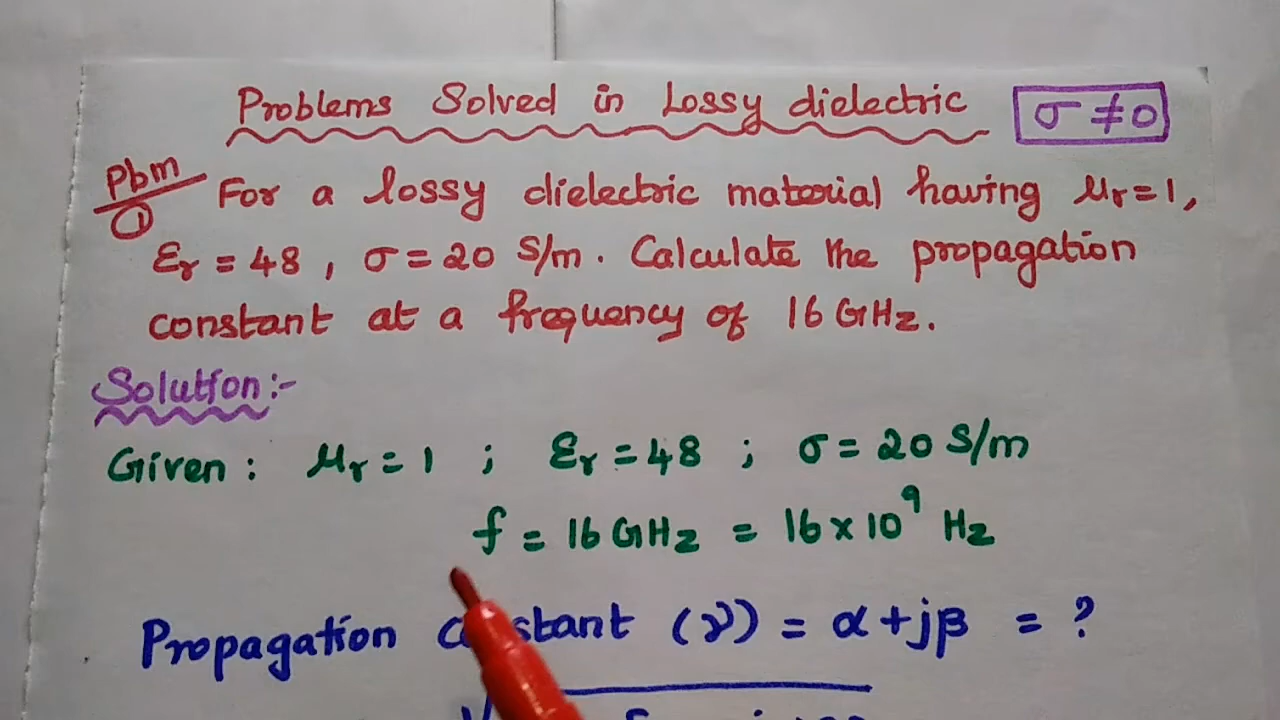 Problems Solved in Lossy dielectric σ ≠ 0
Pbm 1 For a lossy dielectric material having μr = 1,
εr = 48 , σ = 20 S/m. Calculate the propagation
constant at a frequency of 16 GHz.
Solution:-
Given : μr = 1 ; εr = 48 ; σ = 20 S/m
f = 16 GHz = 16 x 10⁹ Hz
Propagation constant (γ) = α + jβ = ?